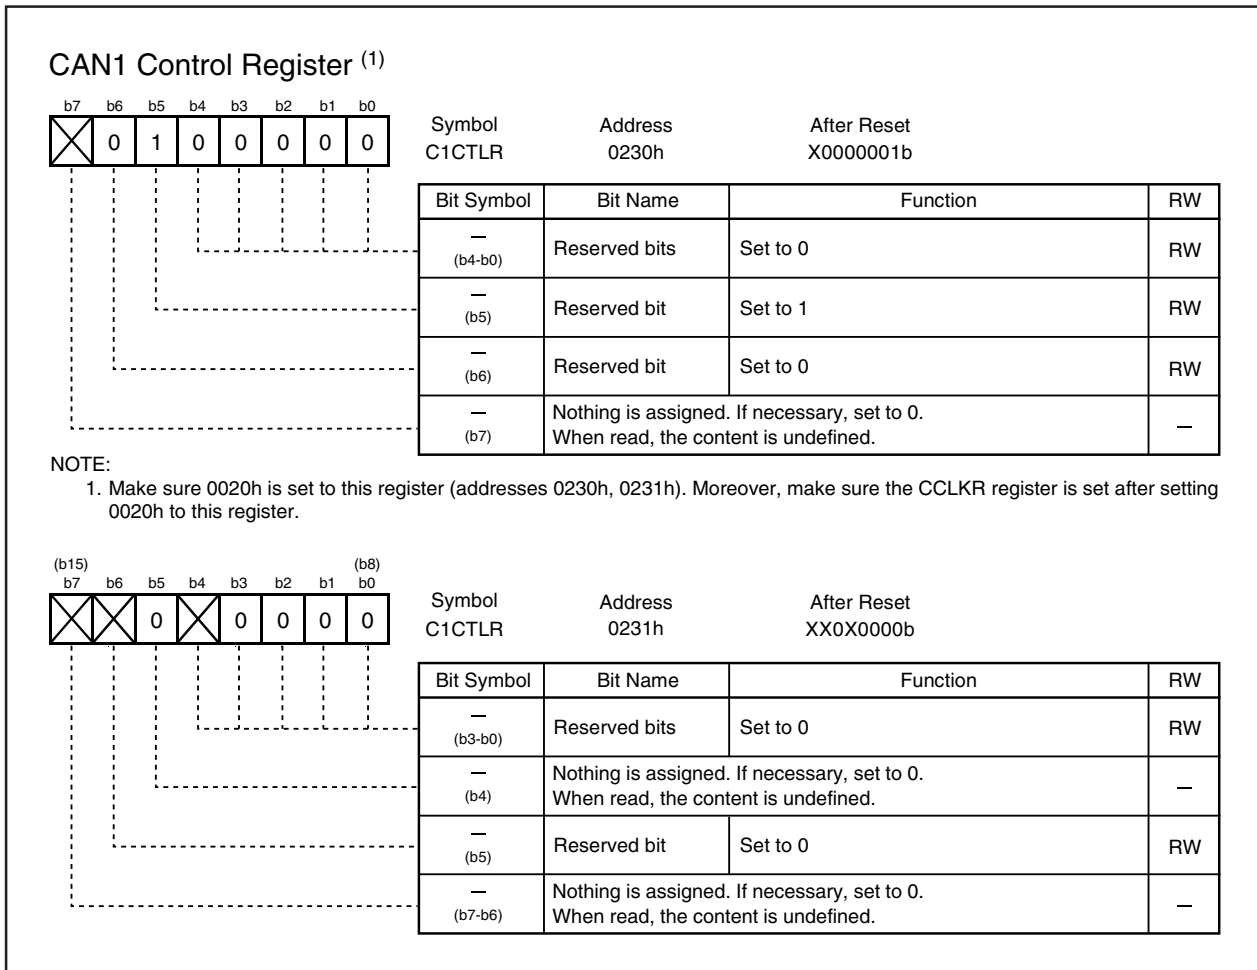 CAN1 Control Register (1)
b7 b6 b5 b4 b3 b2 b1 b0
0 1 0 0 0 0 0
Symbol Address After Reset
C1CTLR 0230h X0000001b
Bit Symbol Bit Name Function RW
—
(b4-b0) Reserved bits Set to 0 RW
—
(b5) Reserved bit Set to 1 RW
—
(b6) Reserved bit Set to 0 RW
—
(b7) Nothing is assigned. If necessary, set to 0.
When read, the content is undefined. —
NOTE:
1. Make sure 0020h is set to this register (addresses 0230h, 0231h). Moreover, make sure the CCLKR register is set after setting
0020h to this register.
(b15) (b8)
b7 b6 b5 b4 b3 b2 b1 b0
0 0 0 0 0
Symbol Address After Reset
C1CTLR 0231h XX0X0000b
Bit Symbol Bit Name Function RW
—
(b3-b0) Reserved bits Set to 0 RW
—
(b4) Nothing is assigned. If necessary, set to 0.
When read, the content is undefined. —
—
(b5) Reserved bit Set to 0 RW
—
(b7-b6) Nothing is assigned. If necessary, set to 0.
When read, the content is undefined. —